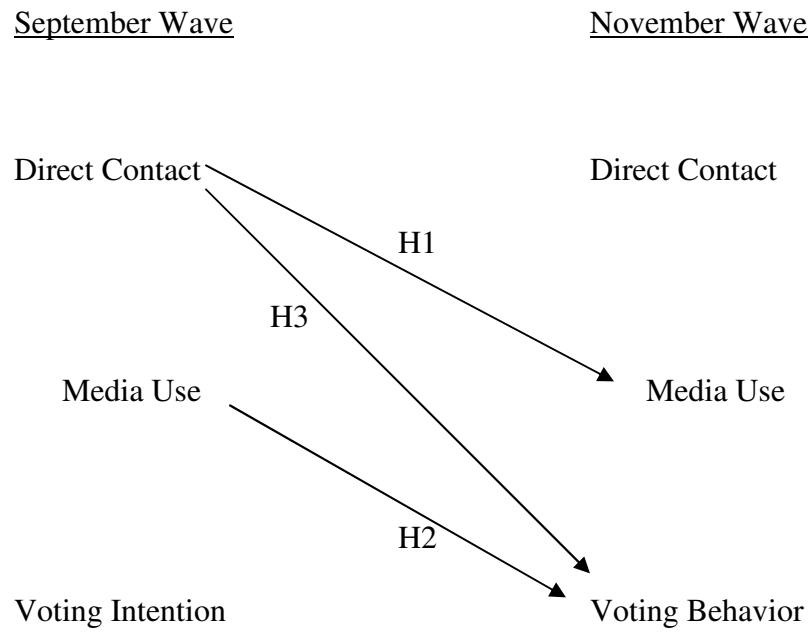 September Wave November Wave
Direct Contact Direct Contact
H1
H3
Media Use Media Use
H2
Voting Intention Voting Behavior